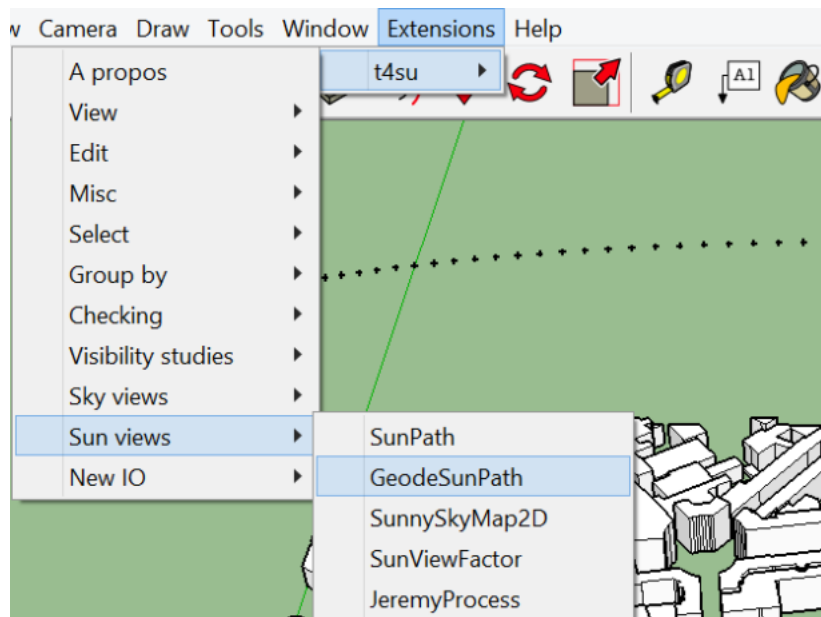 w Camera Draw Tools Window Extensions Help
t4su
A1
A propos
View
Edit
Misc
Select
Group by
Checking
Visibility studies
Sky views
Sun views
New IO
SunPath
GeodeSunPath
SunnySkyMap2D
SunViewFactor
JeremyProcess